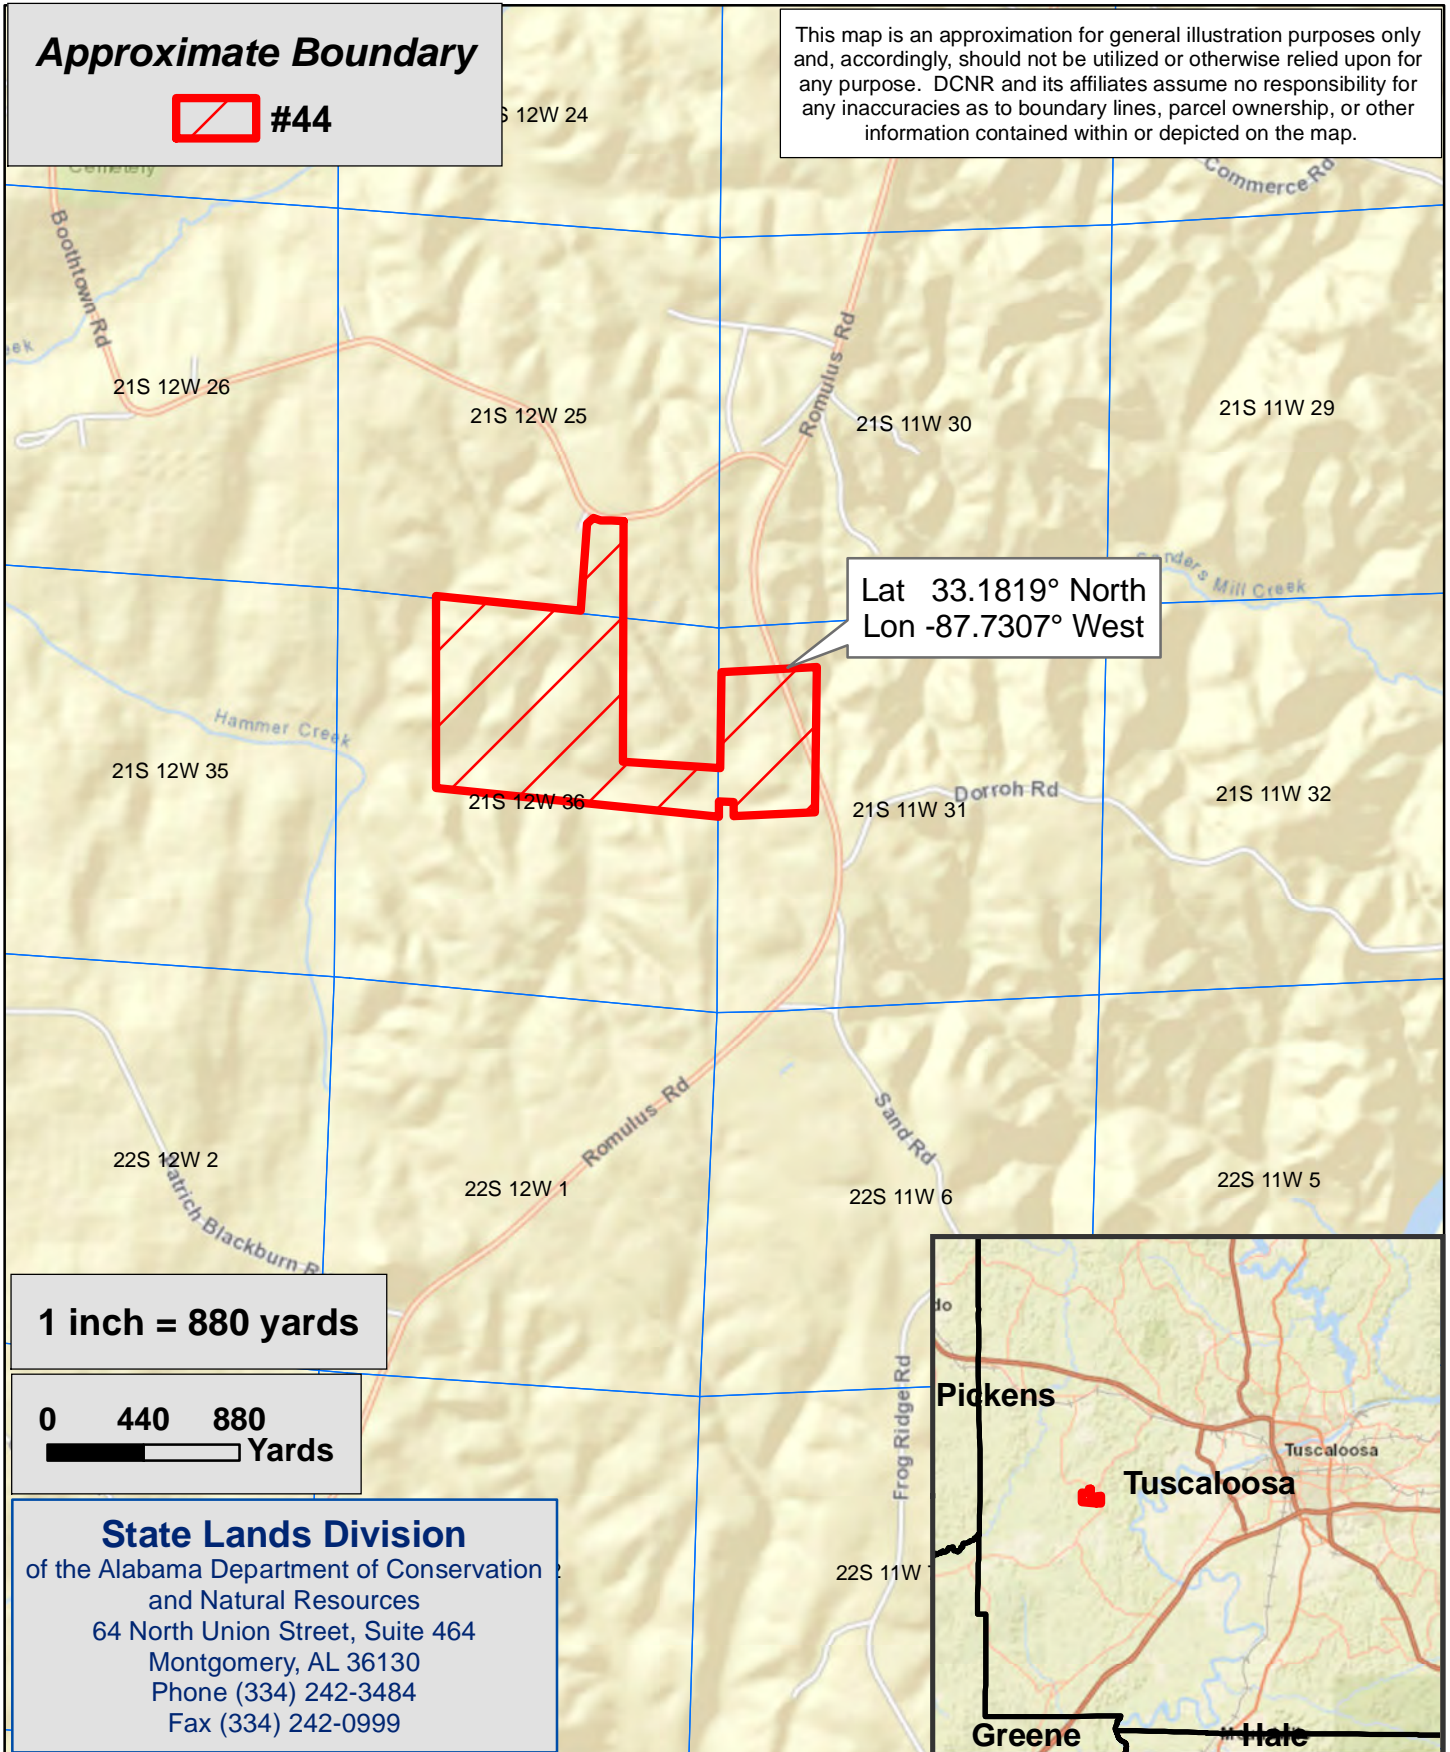 Approximate Boundary
#44
This map is an approximation for general illustration purposes only
and, accordingly, should not be utilized or otherwise relied upon for
any purpose. DCNR and its affiliates assume no responsibility for
any inaccuracies as to boundary lines, parcel ownership, or other
information contained within or depicted on the map.
S 12W 24
Cemetery
Commerce Rd
Boothtown Rd
eek
21S 12W 26
21S 12W 25
Romulus Rd
21S 11W 30
21S 11W 29
Lat 33.1819° North
Lon -87.7307° West
Sanders Mill Creek
Hammer Creek
21S 12W 35
21S 12W 36
21S 11W 31
Dorroh Rd
21S 11W 32
Romulus Rd
Sand Rd
22S 12W 2
22S 12W 1
22S 11W 6
22S 11W 5
atrich Blackburn R
1 inch = 880 yards
0 440 880
Yards
Frog Ridge Rd
22S 11W
State Lands Division
of the Alabama Department of Conservation
and Natural Resources
64 North Union Street, Suite 464
Montgomery, AL 36130
Phone (334) 242-3484
Fax (334) 242-0999
do
Pickens
Tuscaloosa
Tuscaloosa
Greene
Hale